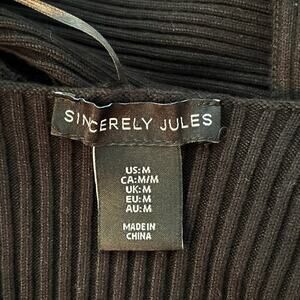 SINCERELY JULES
US:M
CA:M/M
UK:M
EU:M
AU:M
MADE IN
CHINA